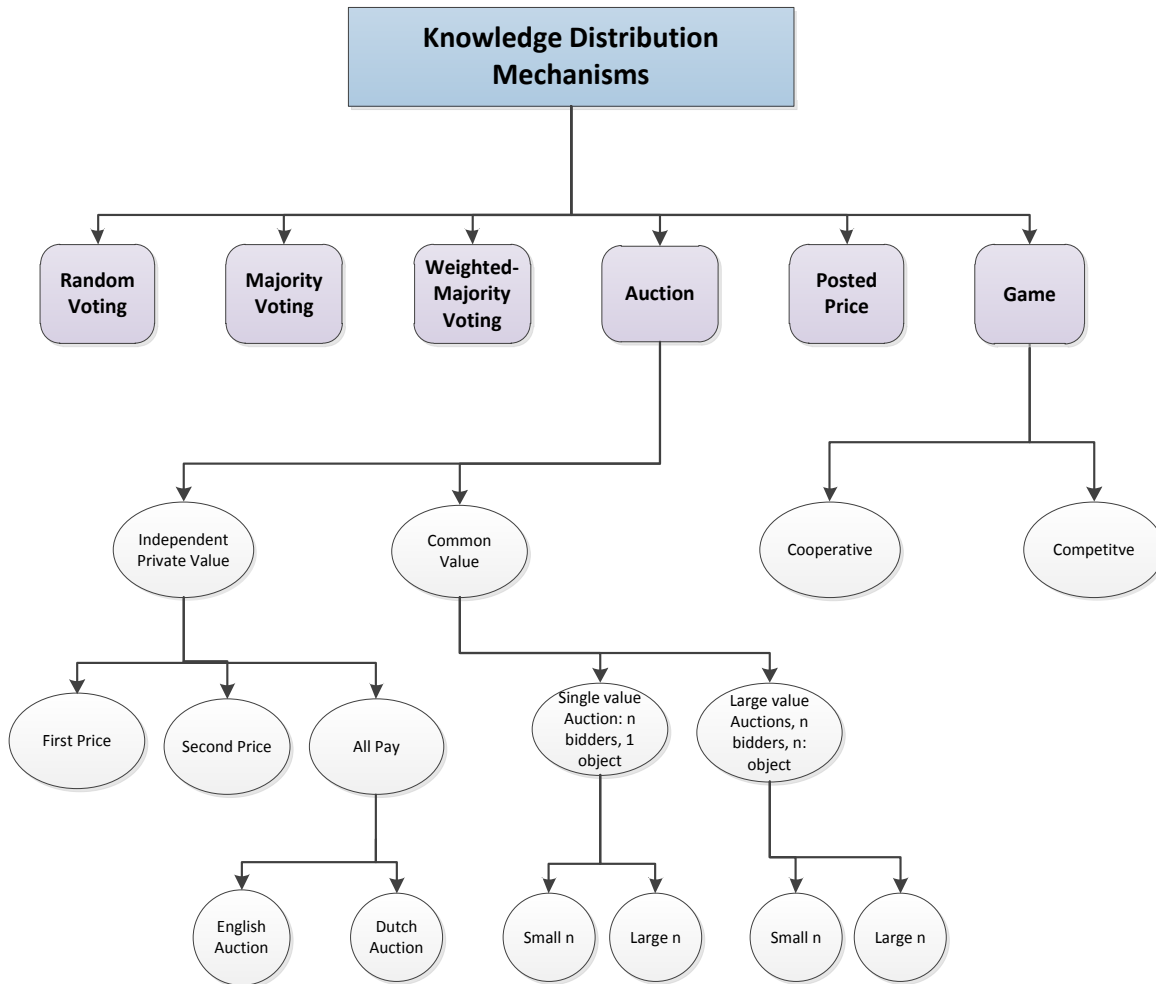 Knowledge Distribution
Mechanisms
Random
Voting
Majority
Voting
Weighted-
Majority
Voting
Auction
Posted
Price
Game
Independent
Private Value
Common
Value
Cooperative
Competitve
First Price
Second Price
All Pay
Single value
Auction: n
bidders, 1
object
Large value
Auctions, n
bidders, n:
object
English
Auction
Dutch
Auction
Small n
Large n
Small n
Large n